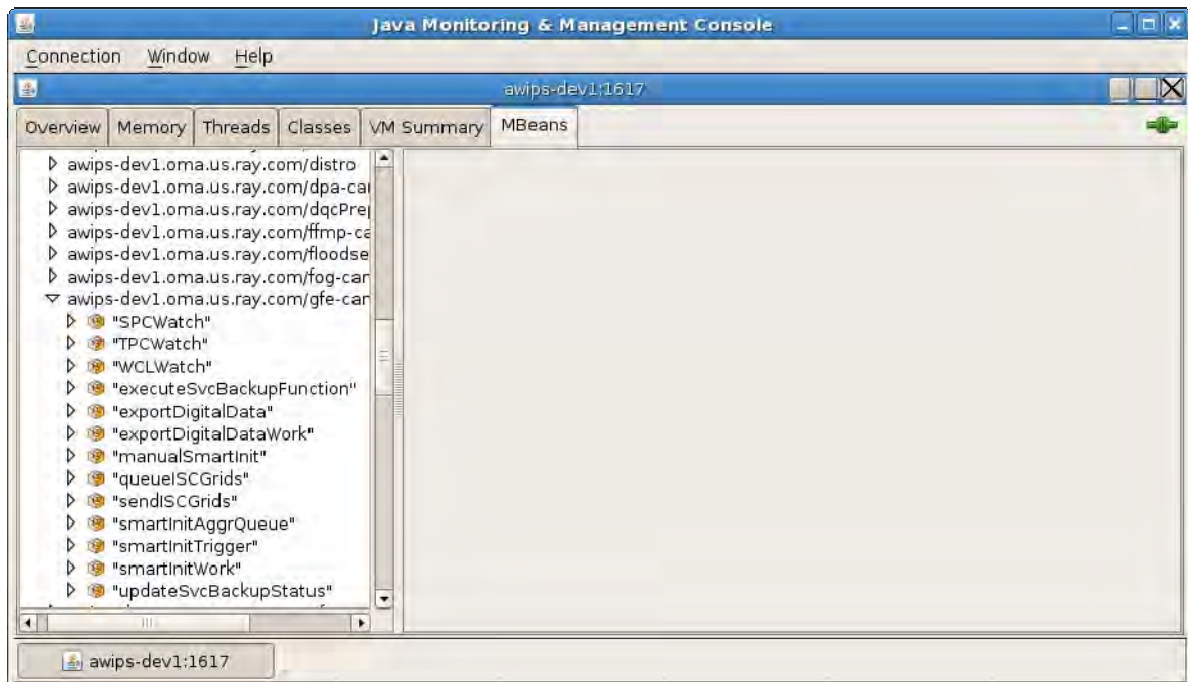 Java Monitoring & Management Console
Connection Window Help
awips-dev1:1617
Overview Memory Threads Classes VM Summary MBeans
awips-dev1.oma.us.ray.com/distro
awips-dev1.oma.us.ray.com/dpa-ca
awips-dev1.oma.us.ray.com/dqcPre
awips-dev1.oma.us.ray.com/ffmp-ca
awips-dev1.oma.us.ray.com/floodse
awips-dev1.oma.us.ray.com/fog-car
awips-dev1.oma.us.ray.com/gfe-car
"SPCWatch"
"TPCWatch"
"WCLWatch"
"executeSvcBackupFunction"
"exportDigitalData"
"exportDigitalDataWork"
"manualSmartInit"
"queueISCGrids"
"sendISCGrids"
"smartInitAggrQueue"
"smartInitTrigger"
"smartInitWork"
"updateSvcBackupStatus"
awips-dev1:1617